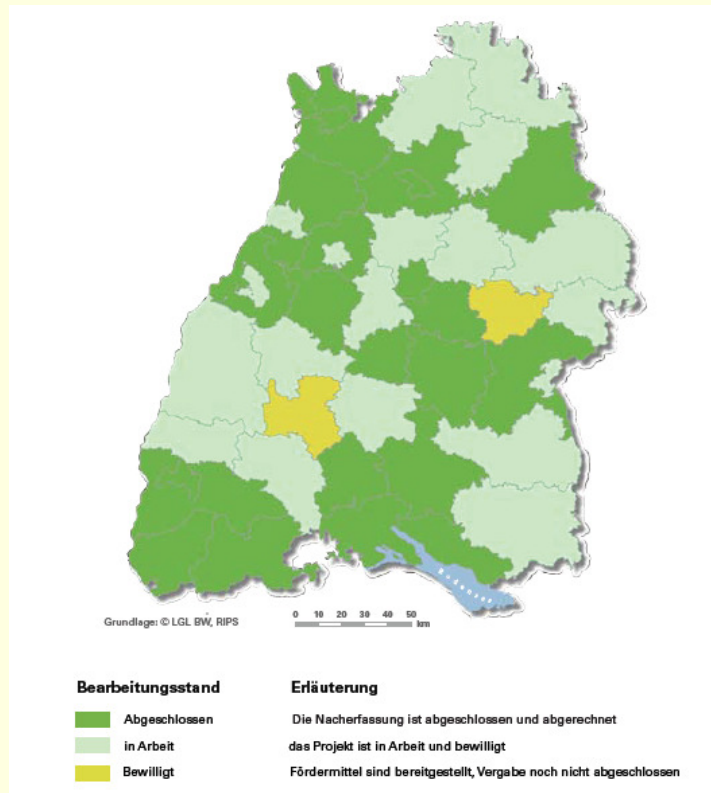 Bodensee
Grundlage: © LGL BW, RIPS
0 10 20 30 40 50
km
Bearbeitungsstand Erläuterung
Abgeschlossen Die Nacherfassung ist abgeschlossen und abgerechnet
in Arbeit das Projekt ist in Arbeit und bewilligt
Bewilligt Fördermittel sind bereitgestellt, Vergabe noch nicht abgeschlossen